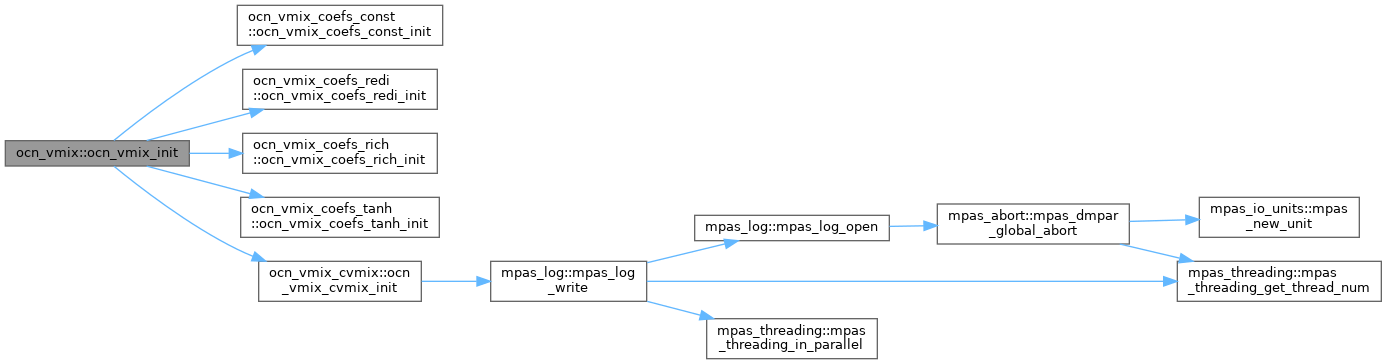 ocn_vmix::ocn_vmix_init
ocn_vmix_coefs_const
::ocn_vmix_coefs_const_init
ocn_vmix_coefs_redi
::ocn_vmix_coefs_redi_init
ocn_vmix_coefs_rich
::ocn_vmix_coefs_rich_init
ocn_vmix_coefs_tanh
::ocn_vmix_coefs_tanh_init
ocn_vmix_cvmix::ocn
_vmix_cvmix_init
mpas_log::mpas_log
_write
mpas_log::mpas_log_open
mpas_abort::mpas_dmpar
_global_abort
mpas_io_units::mpas
_new_unit
mpas_threading::mpas
_threading_get_thread_num
mpas_threading::mpas
_threading_in_parallel